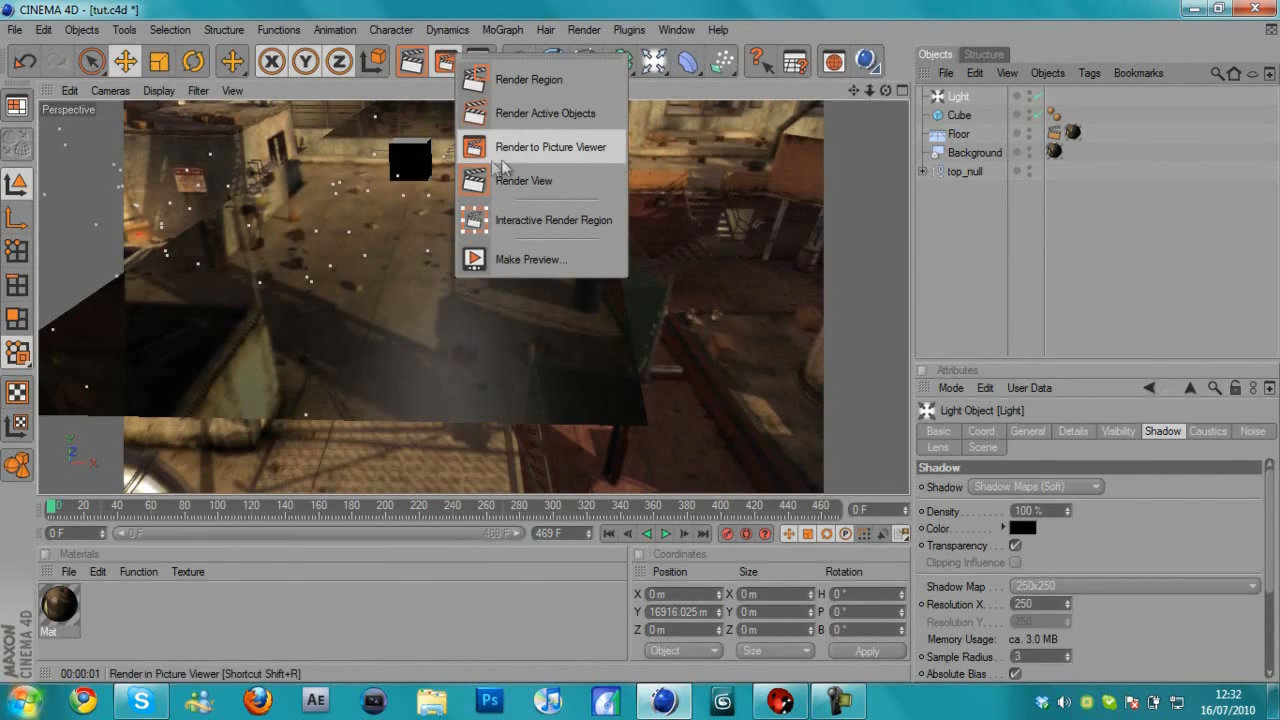 CINEMA 4D - [tut.c4d *]
File Edit Objects Tools Selection Structure Functions Animation Character Dynamics MoGraph Hair Render Plugins Window Help
Objects Structure
File Edit View Objects Tags Bookmarks
Edit Cameras Display Filter View
Perspective
Render Region
Render Active Objects
Render to Picture Viewer
Render View
Interactive Render Region
Make Preview...
Light
Cube
Floor
Background
top_null
Attributes
Mode Edit User Data
Light Object [Light]
Basic Coord. General Details Visibility Shadow Caustics Noise
Lens Scene
Shadow
Shadow Shadow Maps (Soft)
Density 100 %
Color
Transparency
Clipping Influence
Shadow Map 250x250
Resolution X 250
Resolution Y 250
Memory Usage: ca. 3.0 MB
Sample Radius 3
Absolute Bias
0 20 40 60 80 100 120 140 160 180 200 220 240 260 280 300 320 340 360 380 400 420 440 460
0 F
0 F 0 F 469 F 469 F
Materials
File Edit Function Texture
Mat
Coordinates
Position Size Rotation
X 0 m X 0 m H 0 °
Y 16916.025 m Y 0 m P 0 °
Z 0 m Z 0 m B 0 °
Object Size Apply
MAXON
CINEMA 4D
00:00:01 Render in Picture Viewer [Shortcut Shift+R]
12:32
16/07/2010